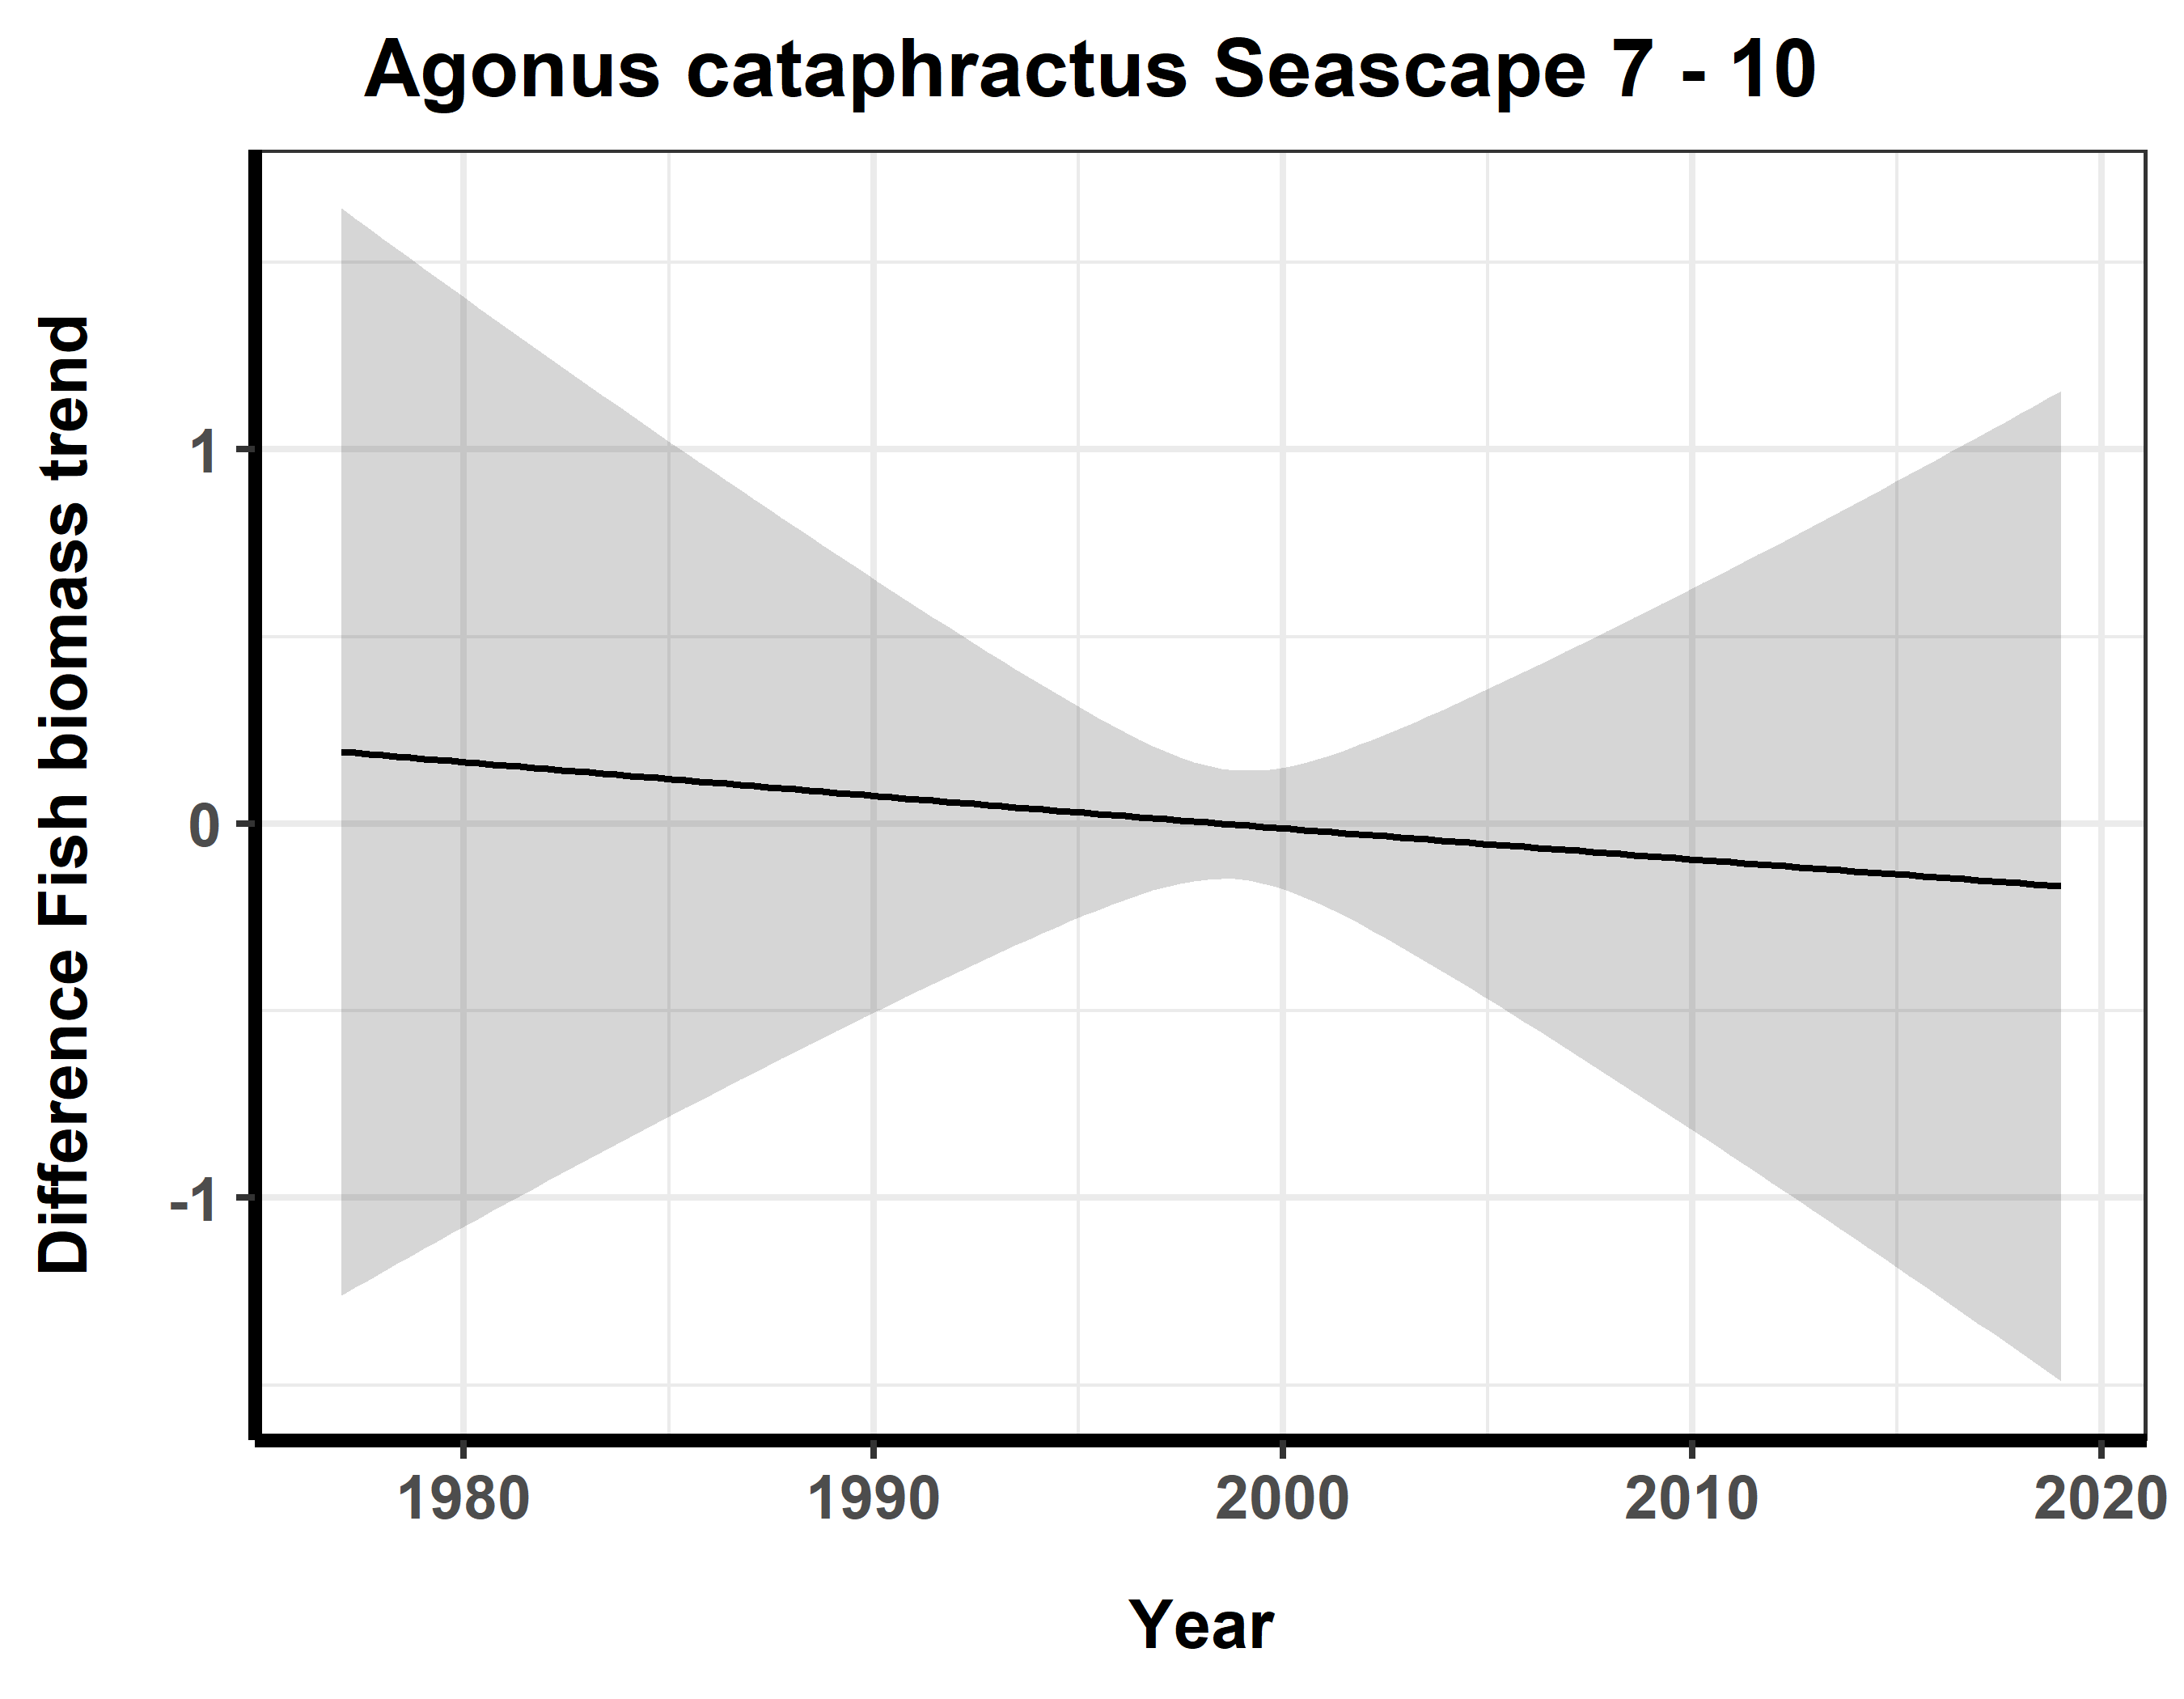 Agonus cataphractus Seascape 7 - 10
Difference Fish biomass trend
1
0
-1
1980 1990 2000 2010 2020
Year